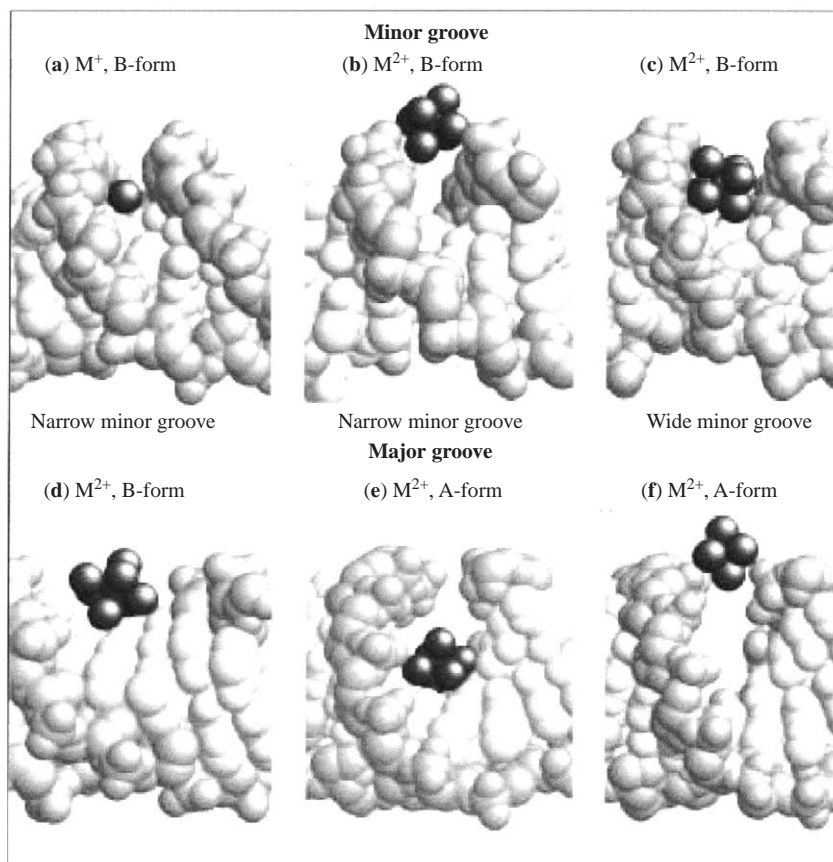 Minor groove
(a) M⁺, B-form (b) M²⁺, B-form (c) M²⁺, B-form
Narrow minor groove Narrow minor groove Wide minor groove
Major groove
(d) M²⁺, B-form (e) M²⁺, A-form (f) M²⁺, A-form